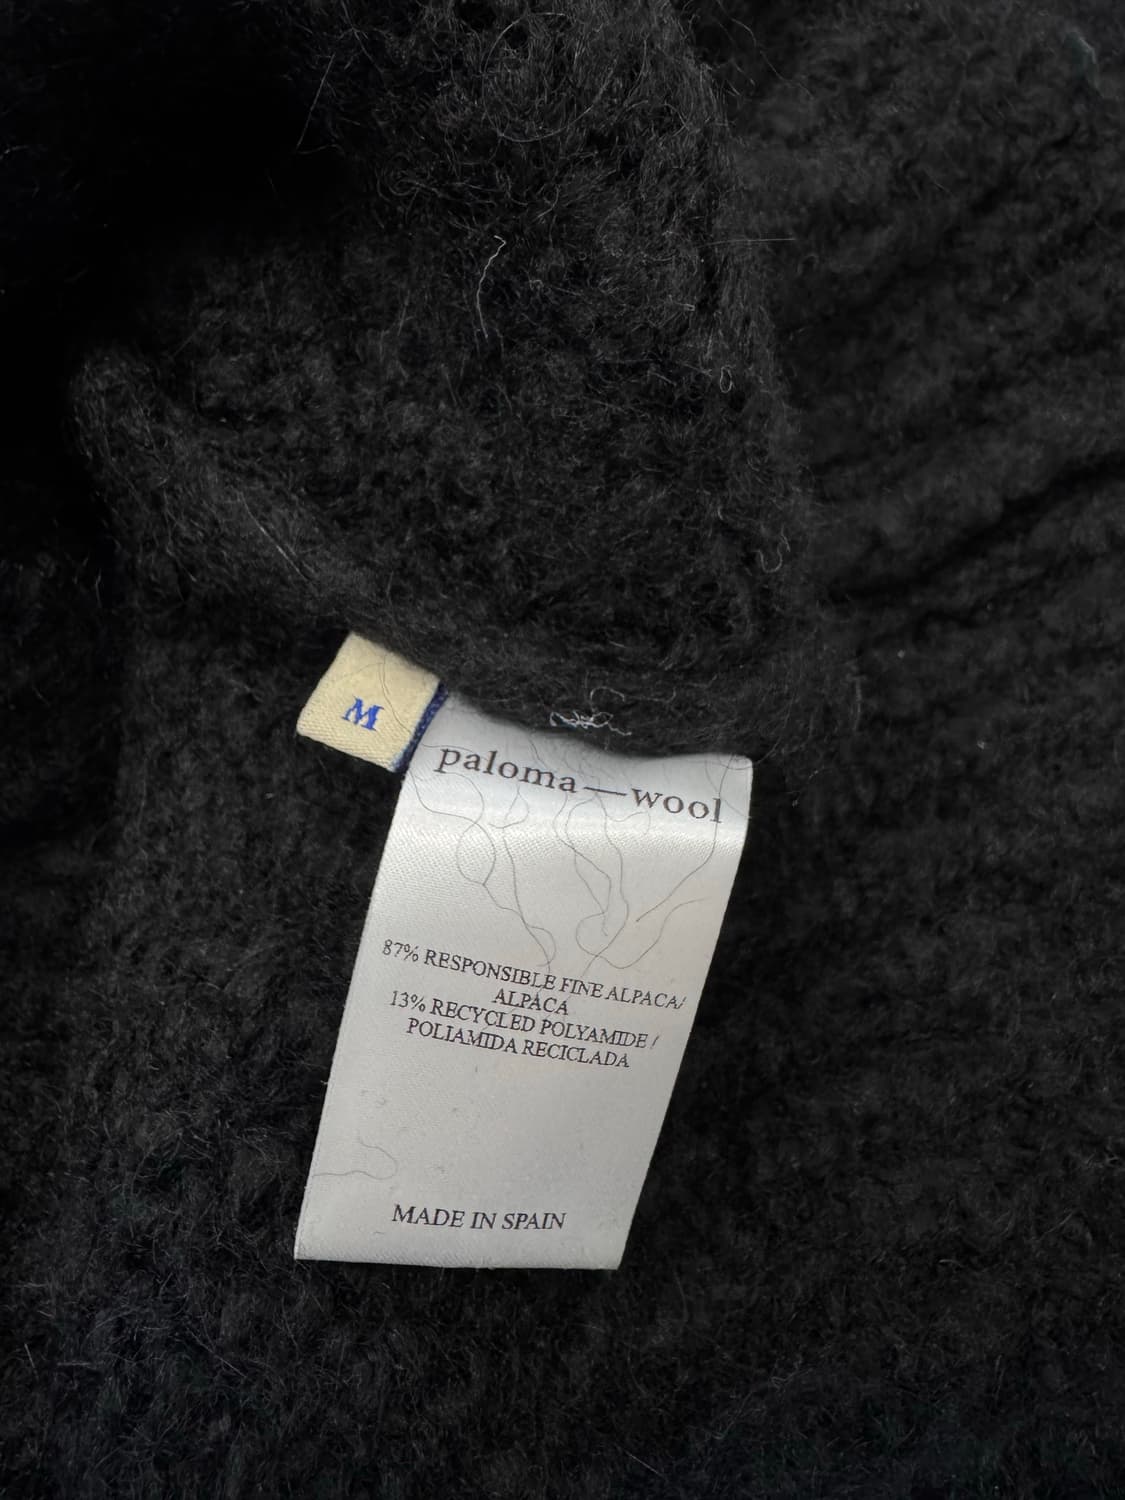 M
paloma—wool
87% RESPONSIBLE FINE ALPACA/
ALPACA
13% RECYCLED POLYAMIDE /
POLIAMIDA RECICLADA
MADE IN SPAIN